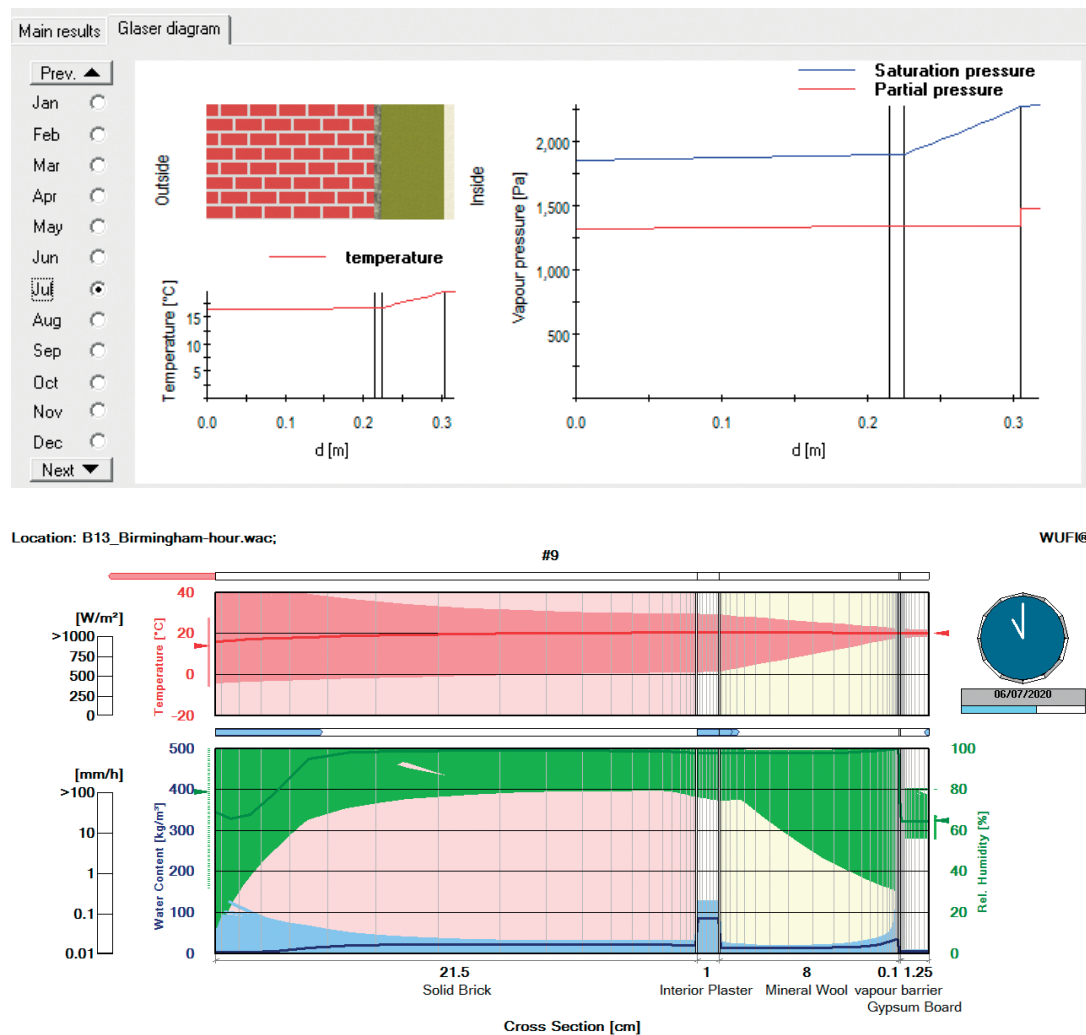 Main results
Glaser diagram
Prev. ▲
Jan
Feb
Mar
Apr
May
Jun
Jul
Aug
Sep
Oct
Nov
Dec
Next ▼
Outside
Inside
temperature
Temperature [°C]
15
10
5
0.0 0.1 0.2 0.3
d [m]
Saturation pressure
Partial pressure
Vapour pressure [Pa]
2,000
1,500
1,000
500
0.0 0.1 0.2 0.3
d [m]
Location: B13_Birmingham-hour.wac;
WUFI®
#9
[W/m²]
>1000
750
500
250
0
Temperature [°C]
40
20
0
-20
06/07/2020
[mm/h]
>100
10
1
0.1
0.01
Water Content [kg/m³]
500
400
300
200
100
0
100
80
60
40
20
0
Rel. Humidity [%]
21.5 1 8 0.1 1.25
Solid Brick Interior Plaster Mineral Wool vapour barrier
Gypsum Board
Cross Section [cm]